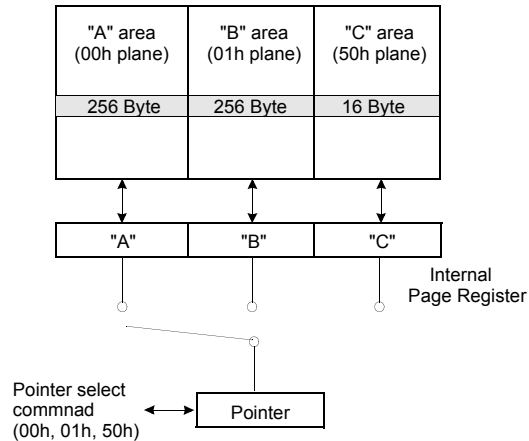 "A" area
(00h plane)
"B" area
(01h plane)
"C" area
(50h plane)
256 Byte
256 Byte
16 Byte
"A"
"B"
"C"
Internal
Page Register
Pointer select
commnad
(00h, 01h, 50h)
Pointer